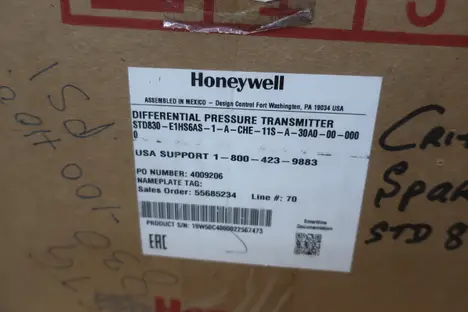 Honeywell
ASSEMBLED IN MEXICO - Design Control Fort Washington, PA 19034 USA
DIFFERENTIAL PRESSURE TRANSMITTER
STD830-E1HS6AS-1-A-CHE-11S-A-30A0-00-000
0
USA SUPPORT 1-800-423-9883
PO NUMBER: 4009206
NAMEPLATE TAG:
Sales Order: 55685234 Line #: 70
PRODUCT S/N: 19W50C4000022567473
Smartline
Documentation
EAC
Spar
STD 8